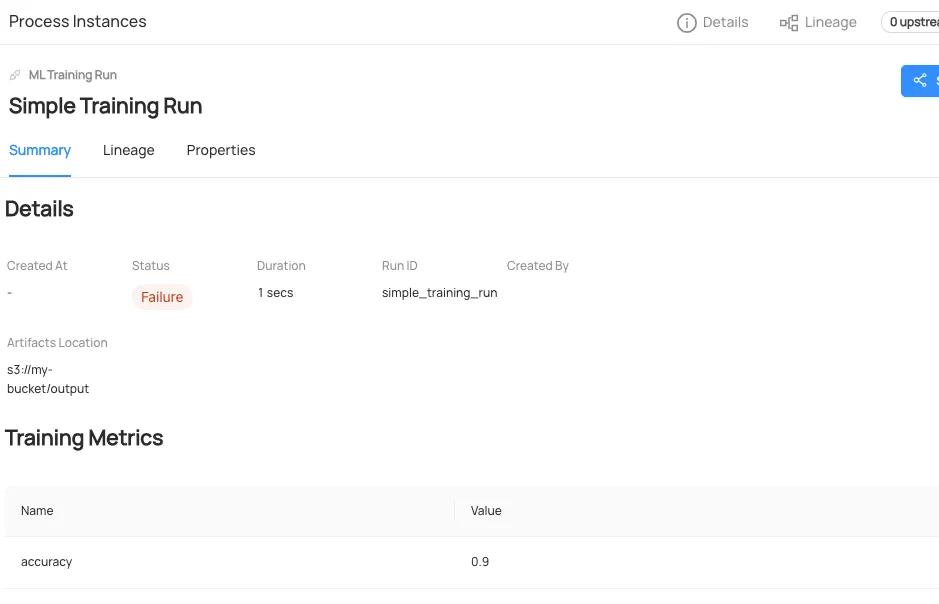 Process Instances
Details
Lineage
0 upstrea
ML Training Run
Simple Training Run
Summary
Lineage
Properties
Details
Created At
Status
Duration
Run ID
Created By
-
Failure
1 secs
simple_training_run
Artifacts Location
s3://my-
bucket/output
Training Metrics
Name
Value
accuracy
0.9